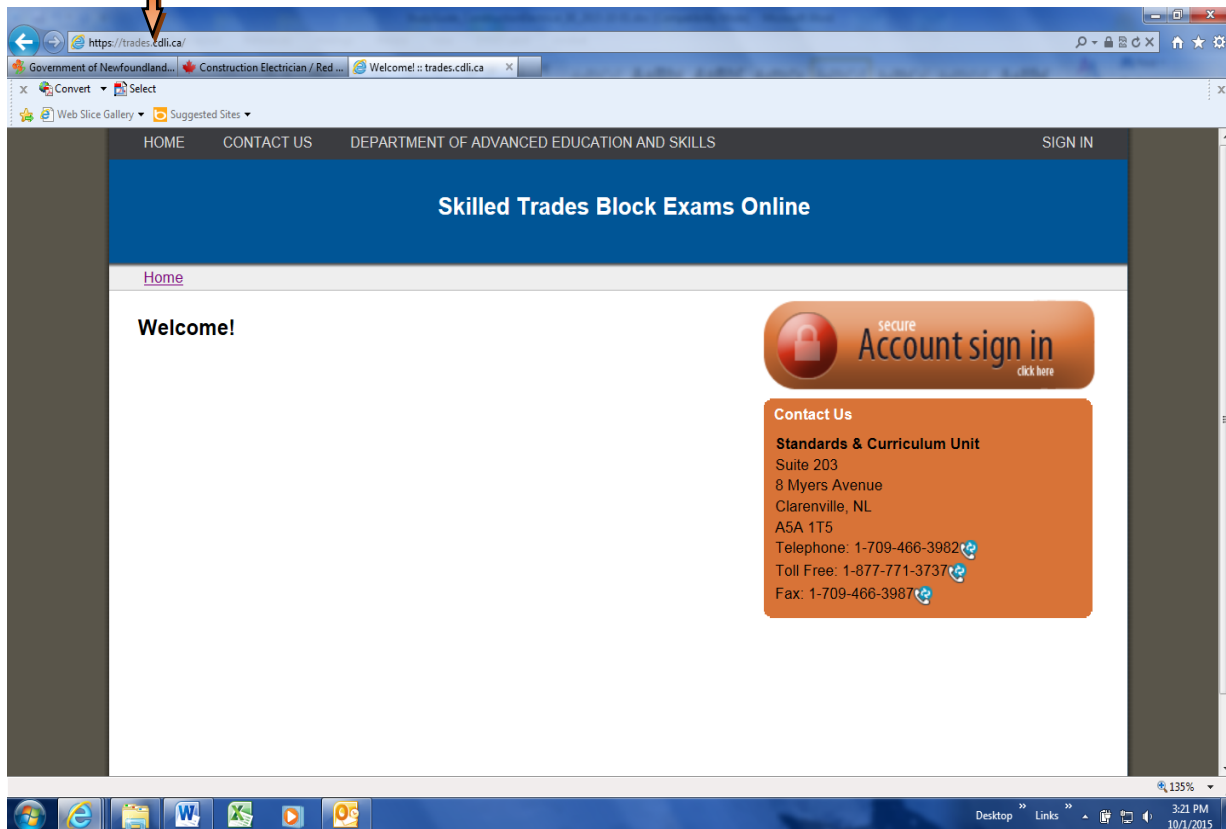 https://trades.cdli.ca/
Government of Newfoundland... Construction Electrician / Red ... Welcome! :: trades.cdli.ca X
x Convert Select X
Web Slice Gallery Suggested Sites
HOME CONTACT US DEPARTMENT OF ADVANCED EDUCATION AND SKILLS SIGN IN
Skilled Trades Block Exams Online
Home
Welcome!
secure
Account sign in
click here
Contact Us
Standards & Curriculum Unit
Suite 203
8 Myers Avenue
Clarenville, NL
A5A 1T5
Telephone: 1-709-466-3982
Toll Free: 1-877-771-3737
Fax: 1-709-466-3987
135%
Desktop » Links » 3:21 PM
10/1/2015